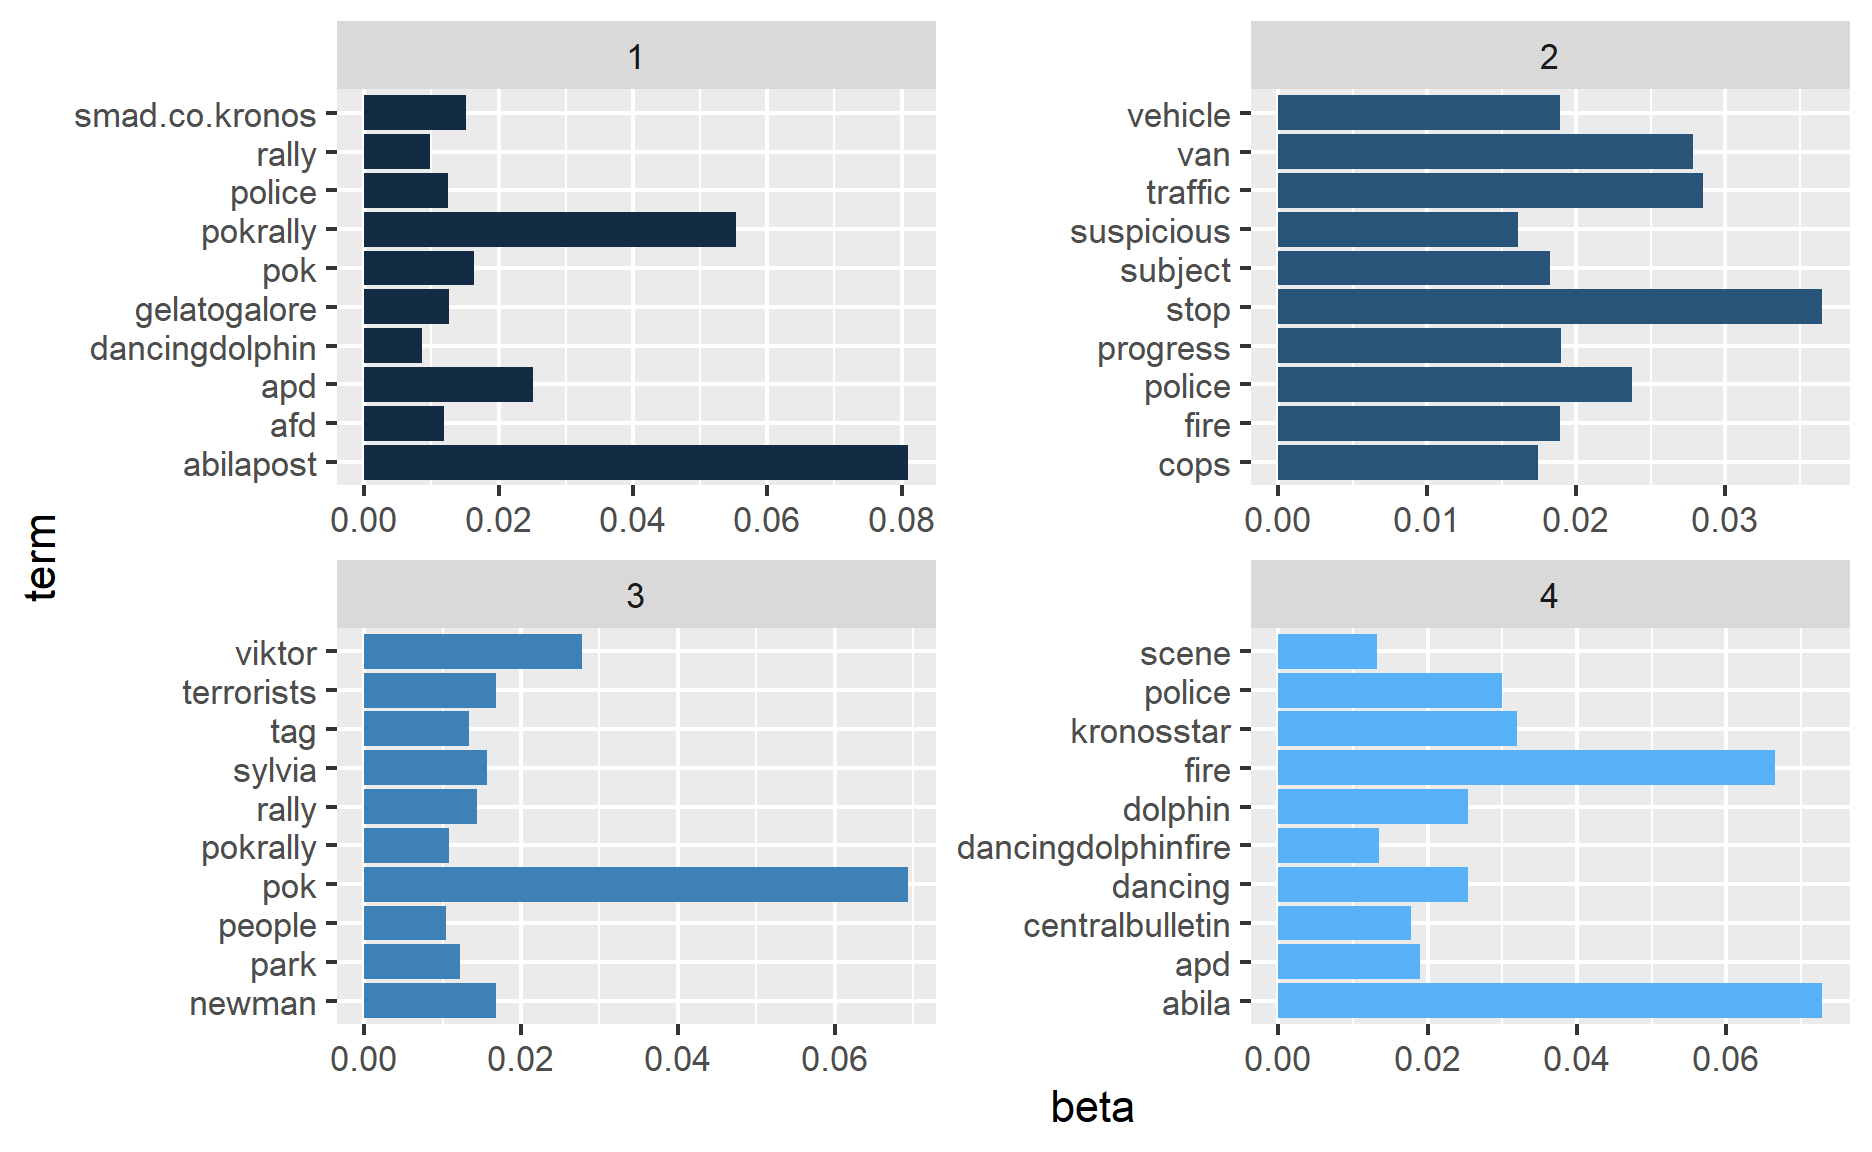 1
smad.co.kronos
rally
police
pokrally
pok
gelatogalore
dancingdolphin
apd
afd
abilapost
0.00 0.02 0.04 0.06 0.08
2
vehicle
van
traffic
suspicious
subject
stop
progress
police
fire
cops
0.00 0.01 0.02 0.03
term
3
viktor
terrorists
tag
sylvia
rally
pokrally
pok
people
park
newman
0.00 0.02 0.04 0.06
4
scene
police
kronosstar
fire
dolphin
dancingdolphinfire
dancing
centralbulletin
apd
abila
0.00 0.02 0.04 0.06
beta